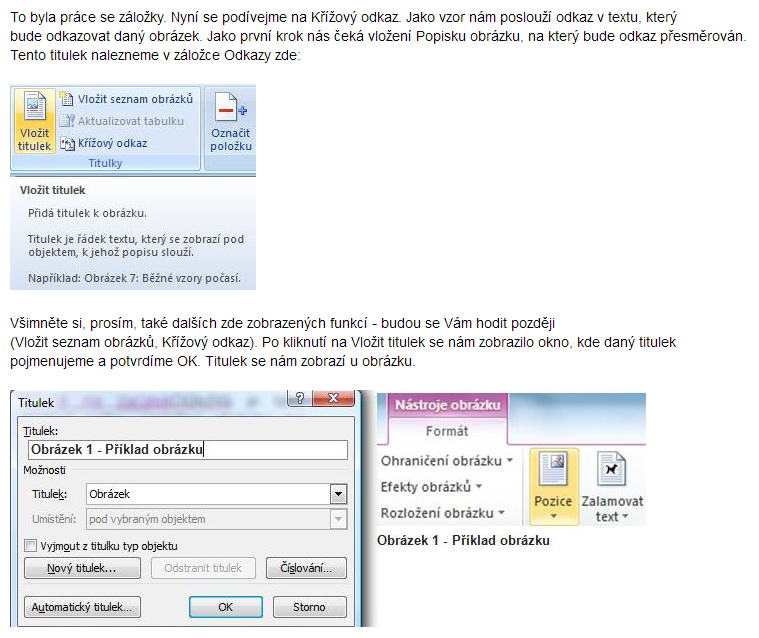 To byla práce se záložky. Nyní se podívejme na Křížový odkaz. Jako vzor nám poslouží odkaz v textu, který
bude odkazovat daný obrázek. Jako první krok nás čeká vložení Popisku obrázku, na který bude odkaz přesměrován.
Tento titulek nalezneme v záložce Odkazy zde:
Vložit titulek
Vložit seznam obrázků
Aktualizovat tabulku
Křížový odkaz
Titulky
Označit položku
Vložit titulek
Přidá titulek k obrázku.
Titulek je řádek textu, který se zobrazí pod
objektem, k jehož popisu slouží.
Například: Obrázek 7: Běžné vzory počasí.
Všimněte si, prosím, také dalších zde zobrazených funkcí - budou se Vám hodit později
(Vložit seznam obrázků, Křížový odkaz). Po kliknutí na Vložit titulek se nám zobrazilo okno, kde daný titulek
pojmenujeme a potvrdíme OK. Titulek se nám zobrazí u obrázku.
Titulek
?
Titulek:
Obrázek 1 - Příklad obrázku
Možnosti
Titulek: Obrázek
Umístění: pod vybraným objektem
Vyjmout z titulku typ objektu
Nový titulek... Odstranit titulek Číslování...
Automatický titulek... OK Storno
Nástroje obrázku
Formát
Ohraničení obrázku
Efekty obrázků
Rozložení obrázku
Pozice
Zalamovat text
Obrázek 1 - Příklad obrázku